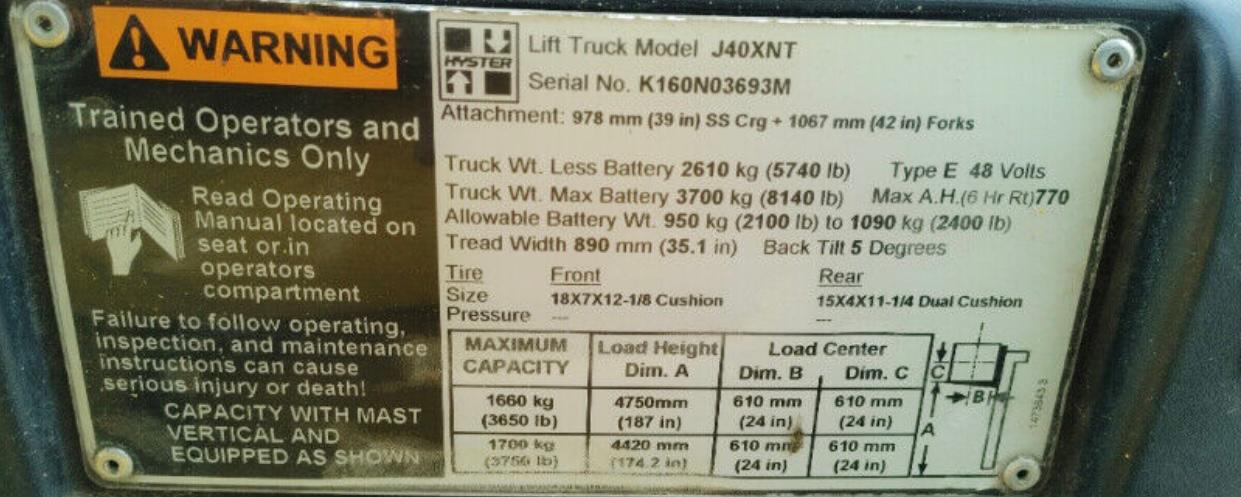 WARNING
Trained Operators and
Mechanics Only
Read Operating
Manual located on
seat or in
operators
compartment
Failure to follow operating,
inspection, and maintenance
instructions can cause
serious injury or death!
CAPACITY WITH MAST
VERTICAL AND
EQUIPPED AS SHOWN
HYSTER
Lift Truck Model J40XNT
Serial No. K160N03693M
Attachment: 978 mm (39 in) SS Crg + 1067 mm (42 in) Forks
Truck Wt. Less Battery 2610 kg (5740 lb) Type E 48 Volts
Truck Wt. Max Battery 3700 kg (8140 lb) Max A.H.(6 Hr Rt)770
Allowable Battery Wt. 950 kg (2100 lb) to 1090 kg (2400 lb)
Tread Width 890 mm (35.1 in) Back Tilt 5 Degrees
Tire Front Rear
Size 18X7X12-1/8 Cushion 15X4X11-1/4 Dual Cushion
Pressure --- ---
MAXIMUM Load Height Load Center
CAPACITY Dim. A Dim. B Dim. C
1660 kg 4750mm 610 mm 610 mm
(3650 lb) (187 in) (24 in) (24 in)
1700 kg 4420 mm 610 mm 610 mm
(3750 lb) (174.2 in) (24 in) (24 in)
C
B
A